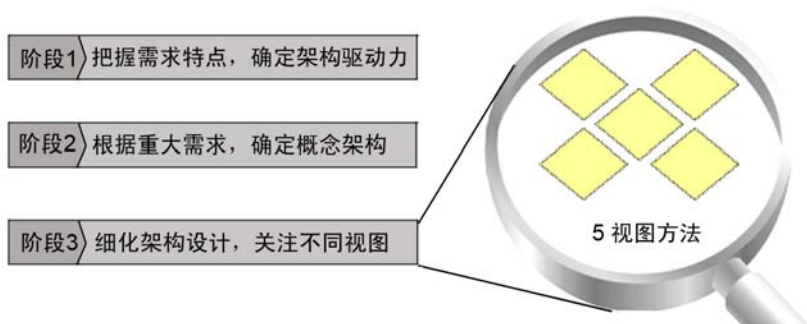 阶段1 把握需求特点，确定架构驱动力
阶段2 根据重大需求，确定概念架构
阶段3 细化架构设计，关注不同视图
5 视图方法